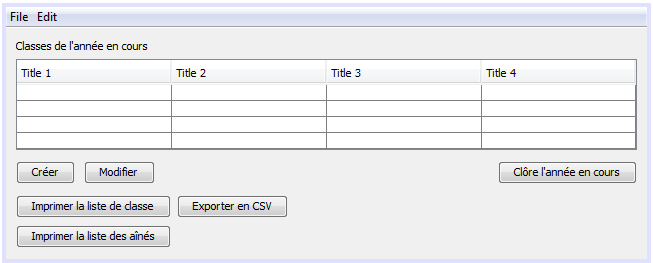 File Edit
Classes de l'année en cours
Title 1 Title 2 Title 3 Title 4
Créer Modifier Clôre l'année en cours
Imprimer la liste de classe Exporter en CSV
Imprimer la liste des aînés